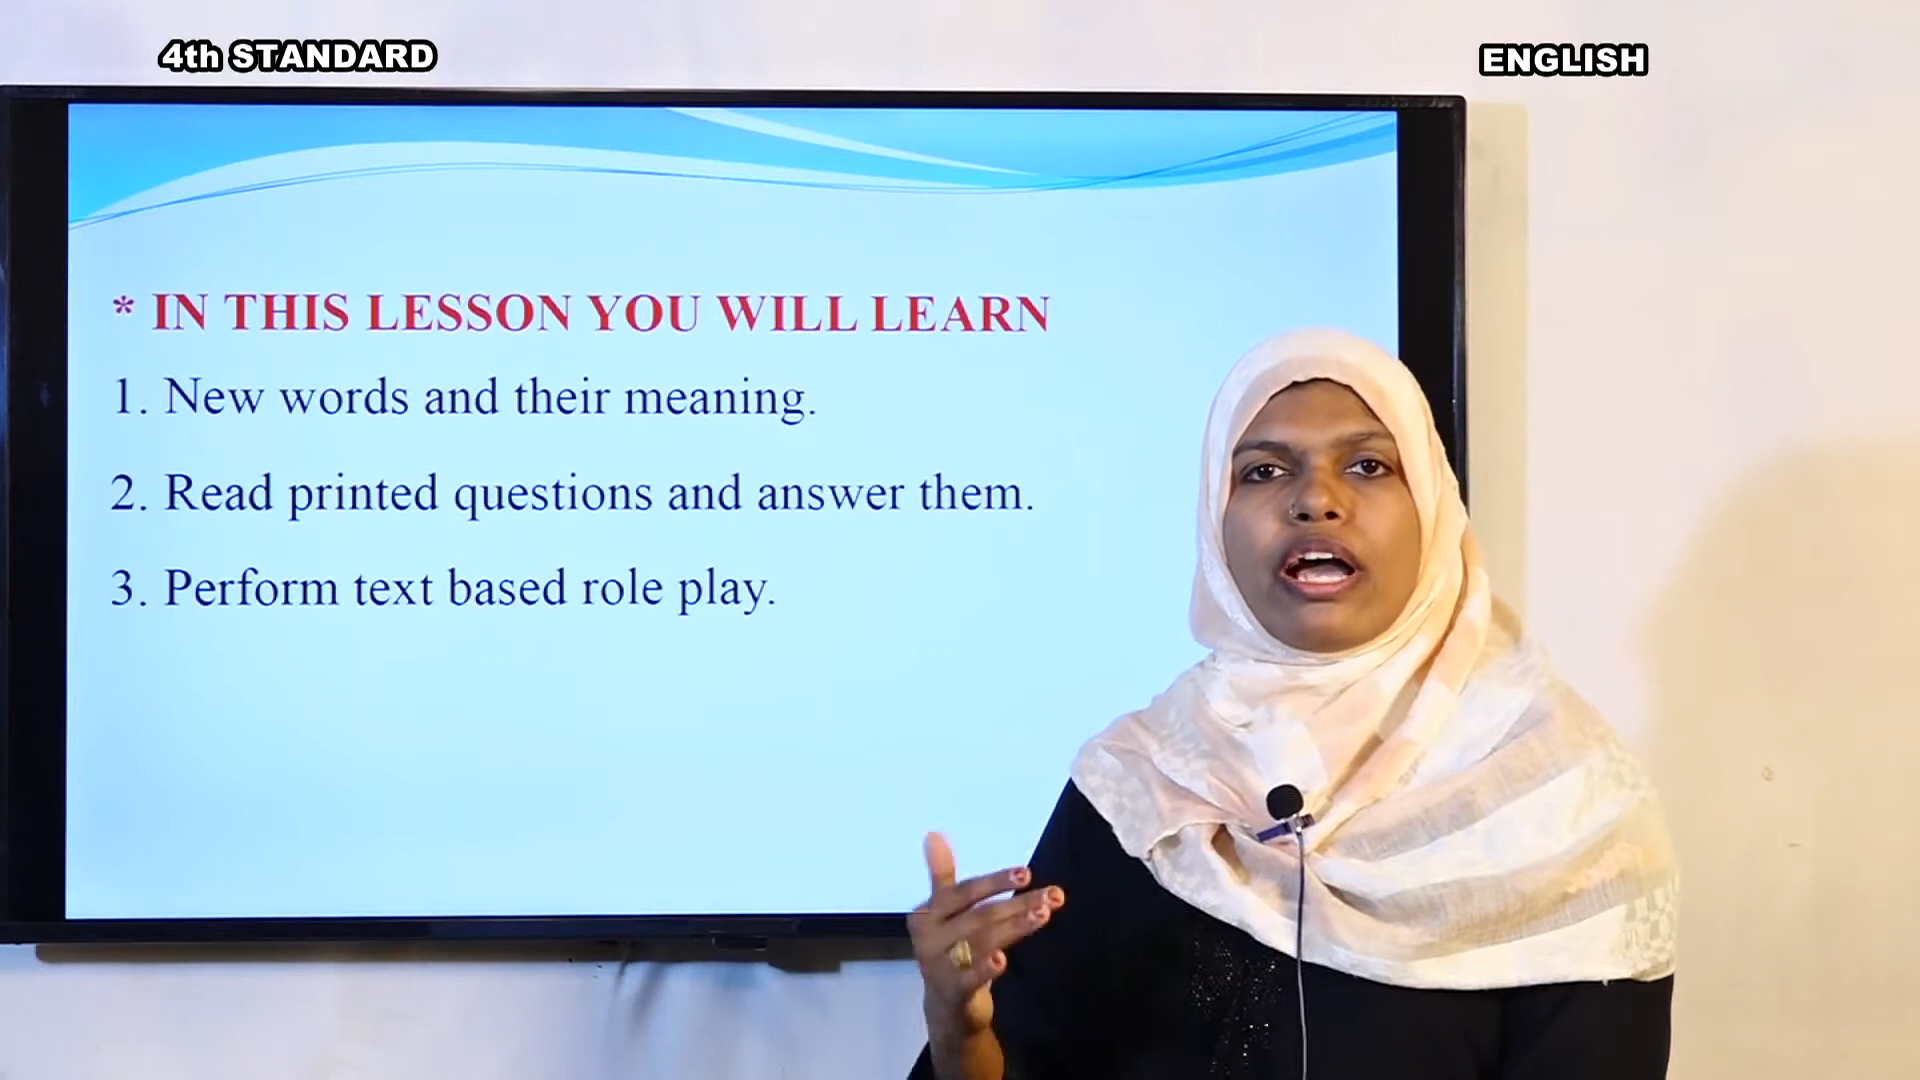 4th STANDARD
ENGLISH
* IN THIS LESSON YOU WILL LEARN
1. New words and their meaning.
2. Read printed questions and answer them.
3. Perform text based role play.